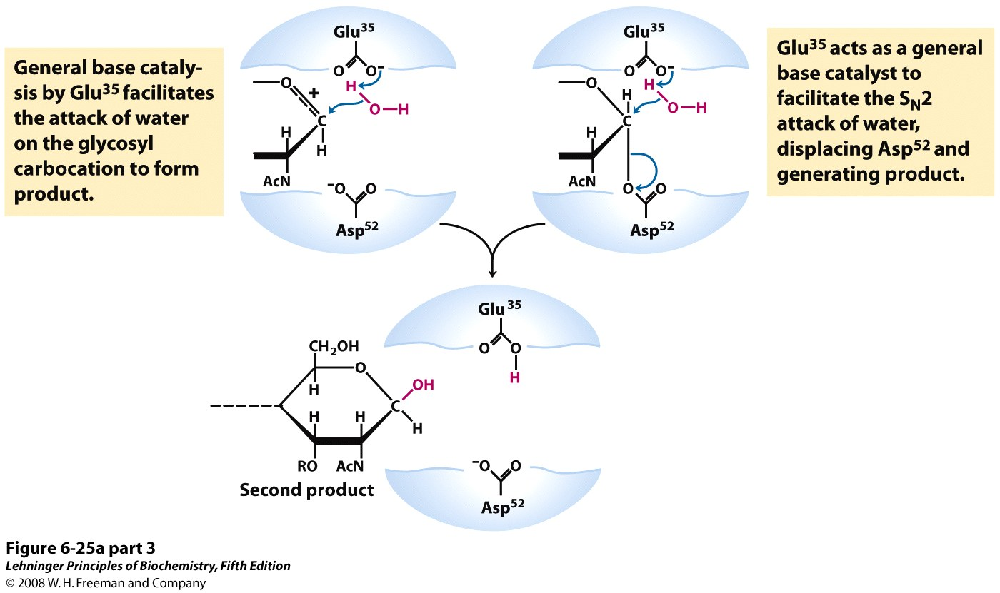 General base cataly-
sis by Glu35 facilitates
the attack of water
on the glycosyl
carbocation to form
product.
Glu35
O O-
H
O + O—H
C
H
H
AcN
-O O
Asp52
Glu35
O O-
H
O H O—H
C
H
AcN
O O
Asp52
Glu35 acts as a general
base catalyst to
facilitate the SN2
attack of water,
displacing Asp52 and
generating product.
Glu35
O O
H
CH2OH
O
H OH
C
H H H
RO AcN
Second product
-O O
Asp52
Figure 6-25a part 3
Lehninger Principles of Biochemistry, Fifth Edition
© 2008 W. H. Freeman and Company